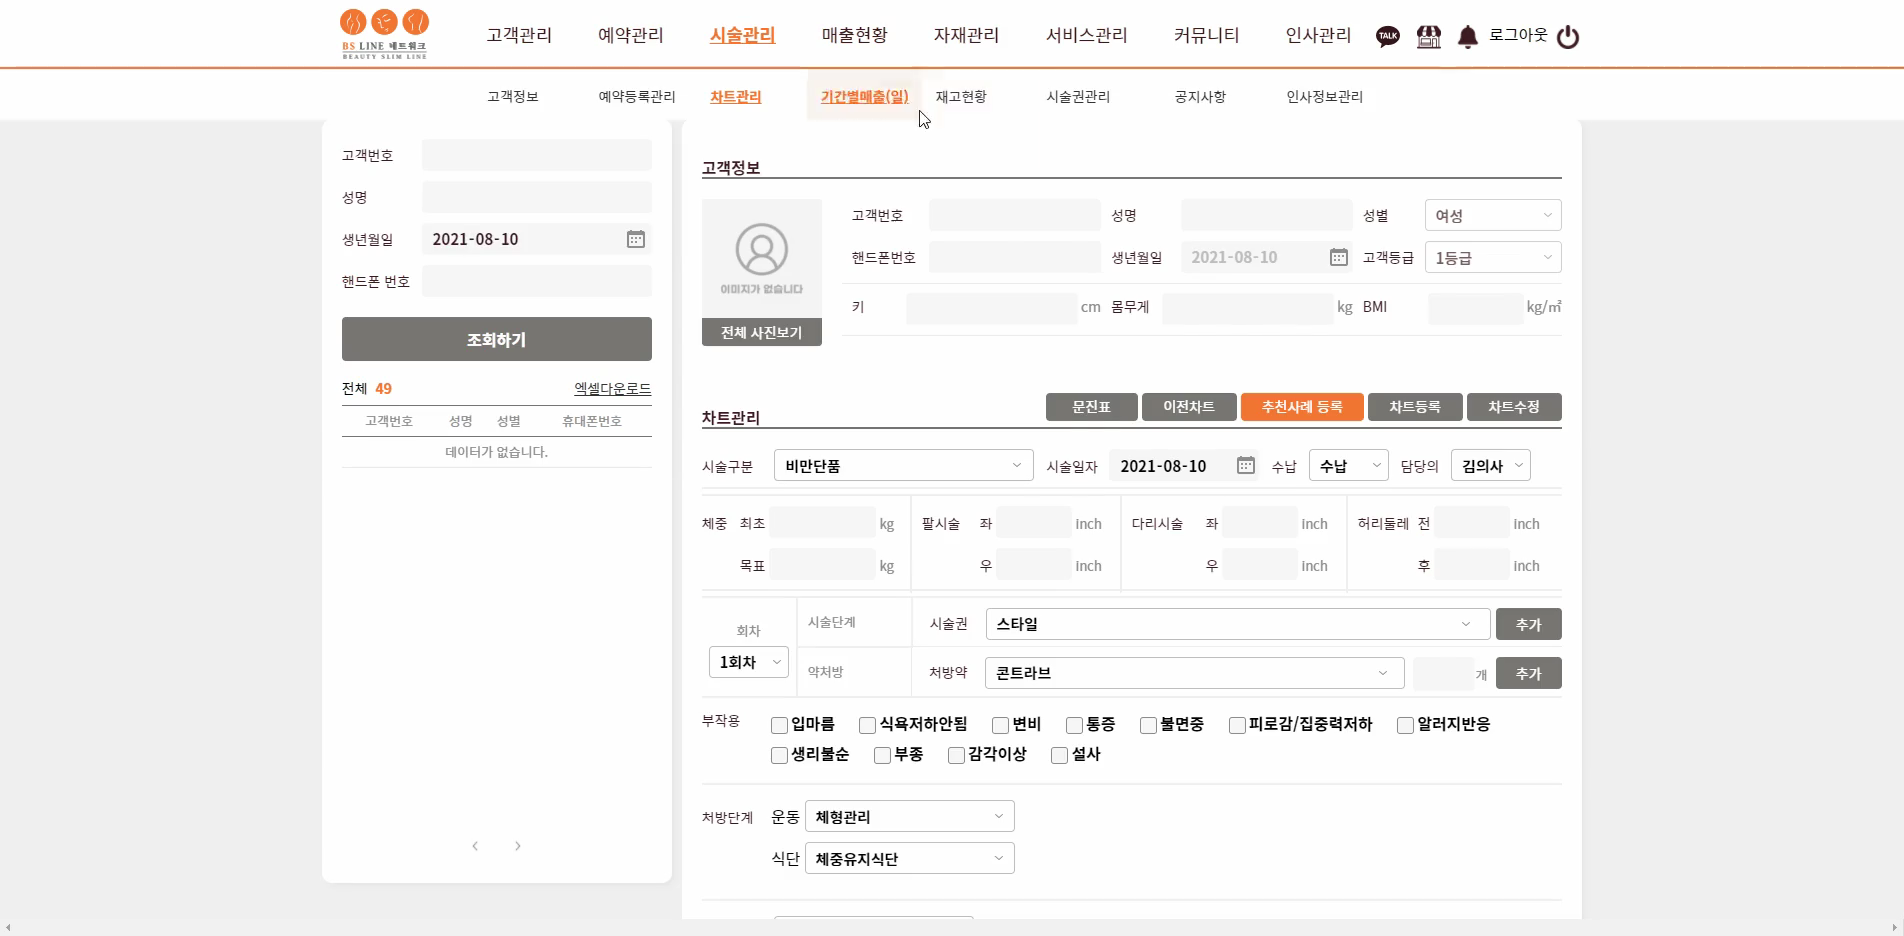 BS LINE 네트워크
BEAUTY SLIM LINE
고객관리 예약관리 시술관리 매출현황 자재관리 서비스관리 커뮤니티 인사관리 TALK 로그아웃
고객정보 예약등록관리 차트관리 기간별매출(일) 재고현황 시술권관리 공지사항 인사정보관리
고객번호
성명
생년월일 2021-08-10
핸드폰 번호
조회하기
전체 49 엑셀다운로드
고객번호 성명 성별 휴대폰번호
데이터가 없습니다.
고객정보
이미지가 없습니다
전체 사진보기
고객번호 성명 성별 여성
핸드폰번호 생년월일 2021-08-10 고객등급 1등급
키 cm 몸무게 kg BMI kg/㎡
차트관리 문진표 이전차트 추천사례 등록 차트등록 차트수정
시술구분 비만단품 시술일자 2021-08-10 수납 수납 담당의 김의사
체중 최초 kg 팔시술 좌 inch 다리시술 좌 inch 허리둘레 전 inch
목표 kg 우 inch 우 inch 후 inch
회차 시술단계 시술권 스타일 추가
1회차 약처방 처방약 콘트라브 개 추가
부작용 입마름 식욕저하안됨 변비 통증 불면중 피로감/집중력저하 알러지반응
생리불순 부종 감각이상 설사
처방단계 운동 체형관리
식단 체중유지식단